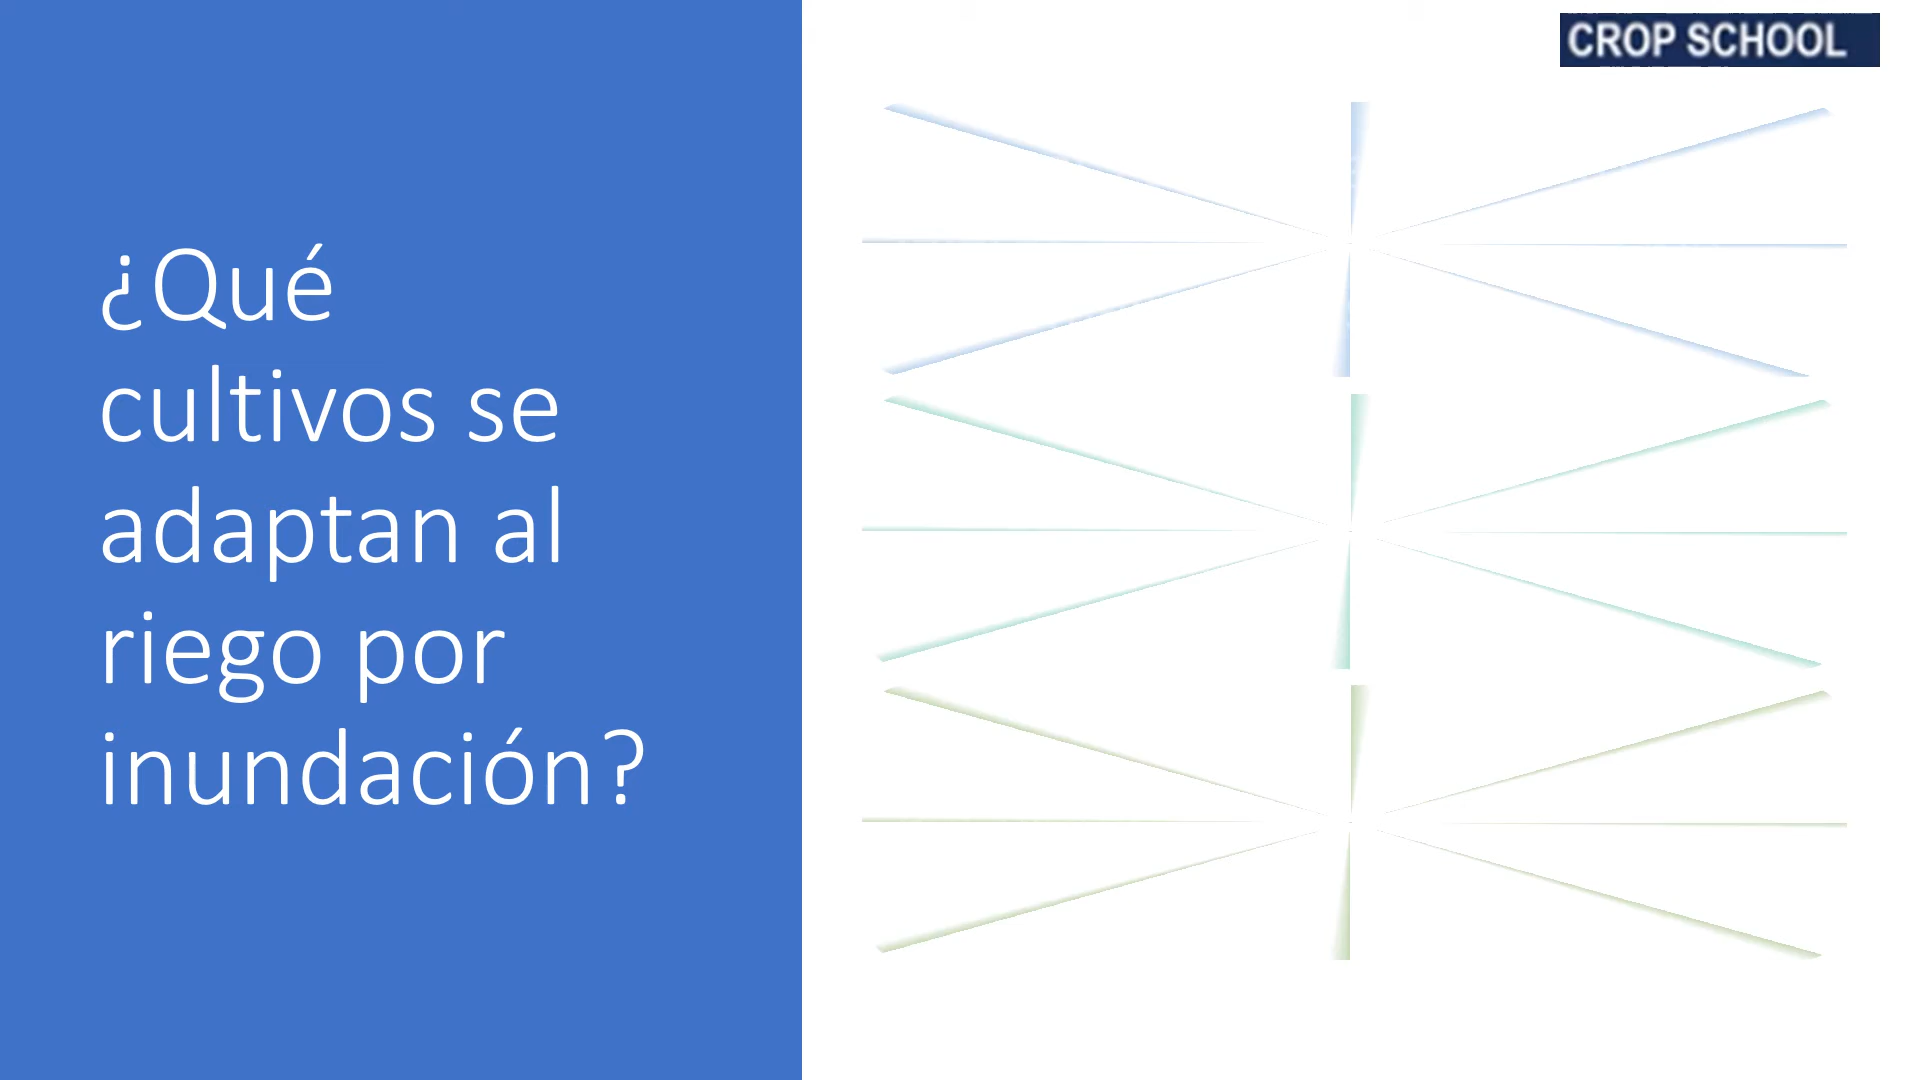 CROP SCHOOL
¿Qué
cultivos se
adaptan al
riego por
inundación?